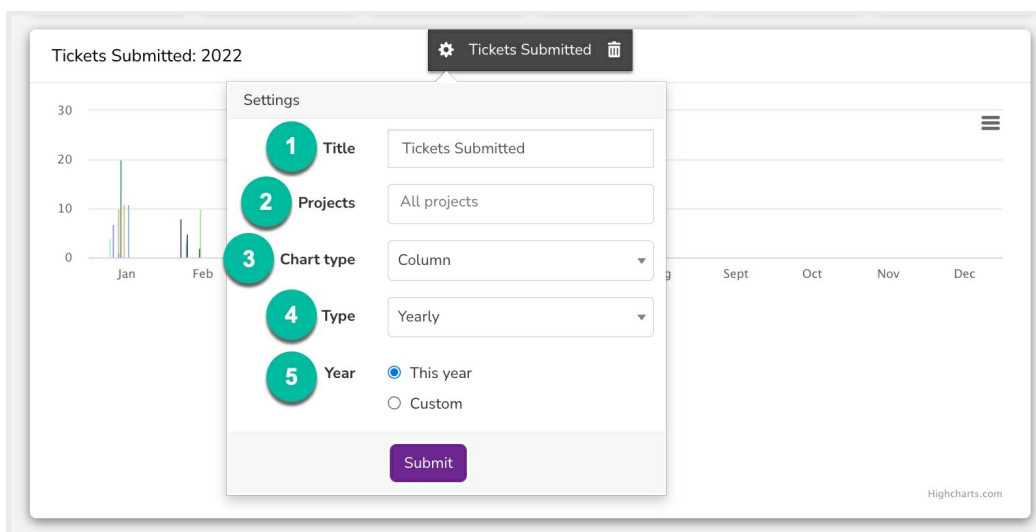 Tickets Submitted: 2022
Tickets Submitted
Settings
30
20
10
0
Jan
Feb
g
Sept
Oct
Nov
Dec
1 Title Tickets Submitted
2 Projects All projects
3 Chart type Column
4 Type Yearly
5 Year This year
Custom
Submit
Highcharts.com